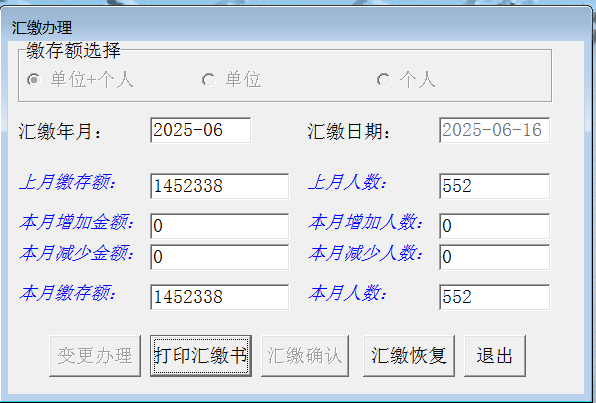 汇缴办理
缴存额选择
单位+个人 单位 个人
汇缴年月： 2025-06 汇缴日期： 2025-06-16
上月缴存额： 1452338 上月人数： 552
本月增加金额： 0 本月增加人数： 0
本月减少金额： 0 本月减少人数： 0
本月缴存额： 1452338 本月人数： 552
变更办理 打印汇缴书 汇缴确认 汇缴恢复 退出